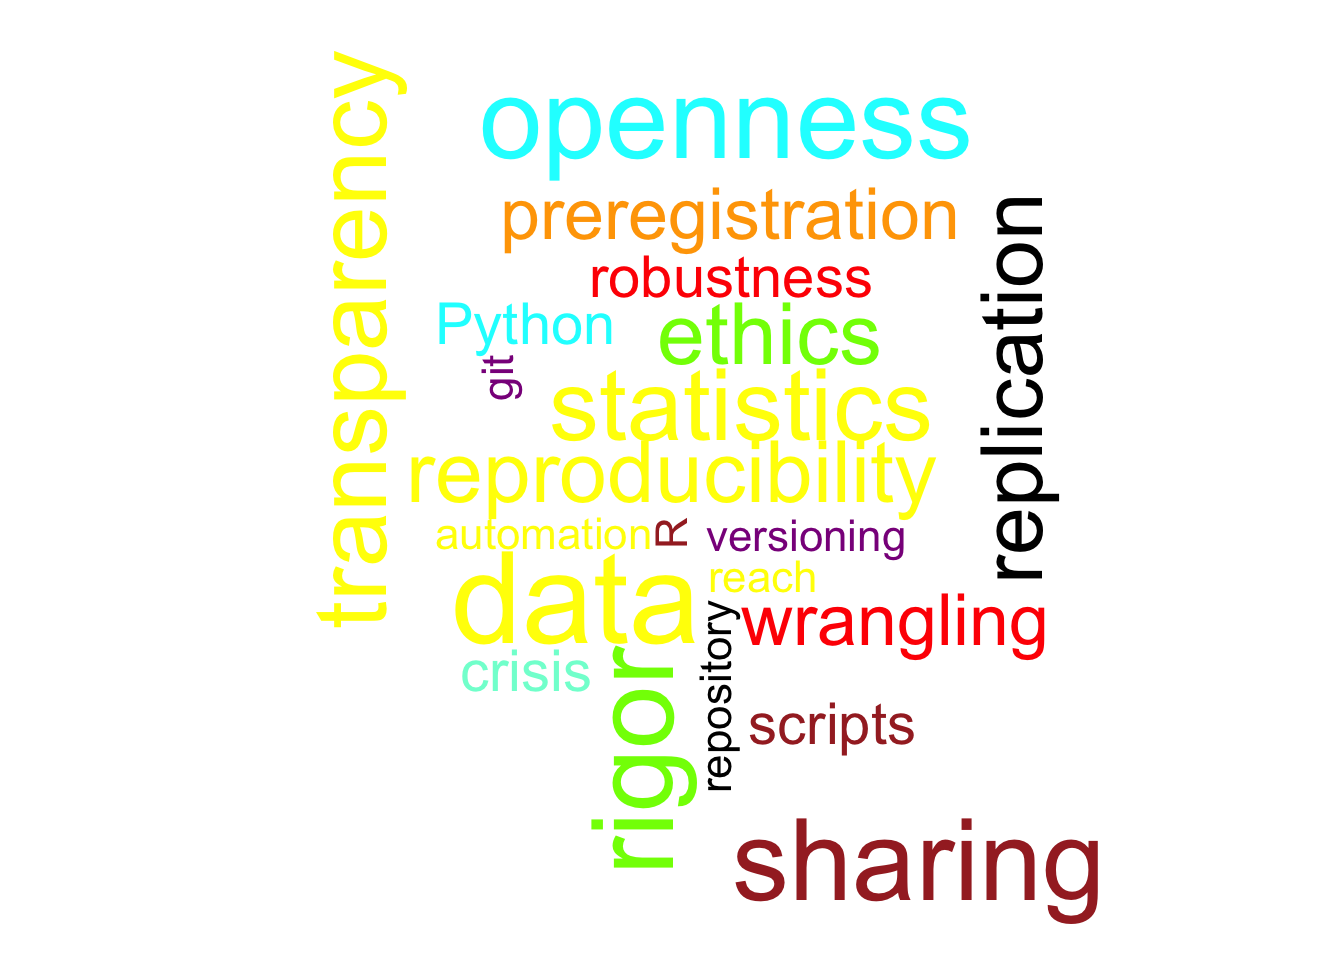 transparency
openness
preregistration
replication
robustness
Python
ethics
git
statistics
reproducibility
automation
R
versioning
data
reach
wrangling
repository
crisis
rigor
scripts
sharing